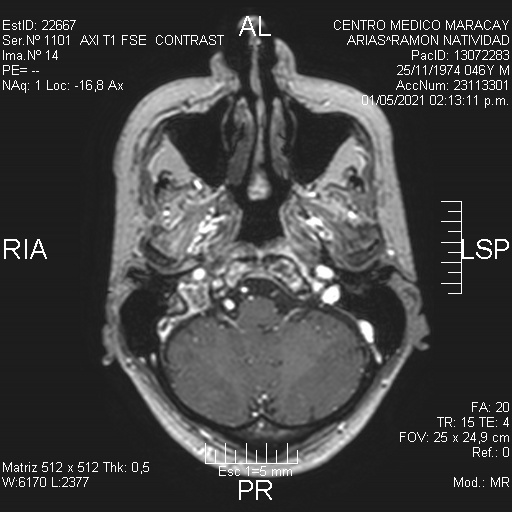 EstID: 22667
Ser.Nº 1101 AXI T1 FSE CONTRAST
Ima.Nº 14
PE= --
NAq: 1 Loc: -16,8 Ax
AL
CENTRO MEDICO MARACAY
ARIAS^RAMON NATIVIDAD
PacID: 13072283
25/11/1974 046Y M
AccNum: 23113301
01/05/2021 02:13:11 p.m.
RIA
LSP
FA: 20
TR: 15 TE: 4
FOV: 25 x 24,9 cm
Ref.: 0
Matriz 512 x 512 Thk: 0,5
W:6170 L:2377
Esc 1=5 mm
PR
Mod.: MR